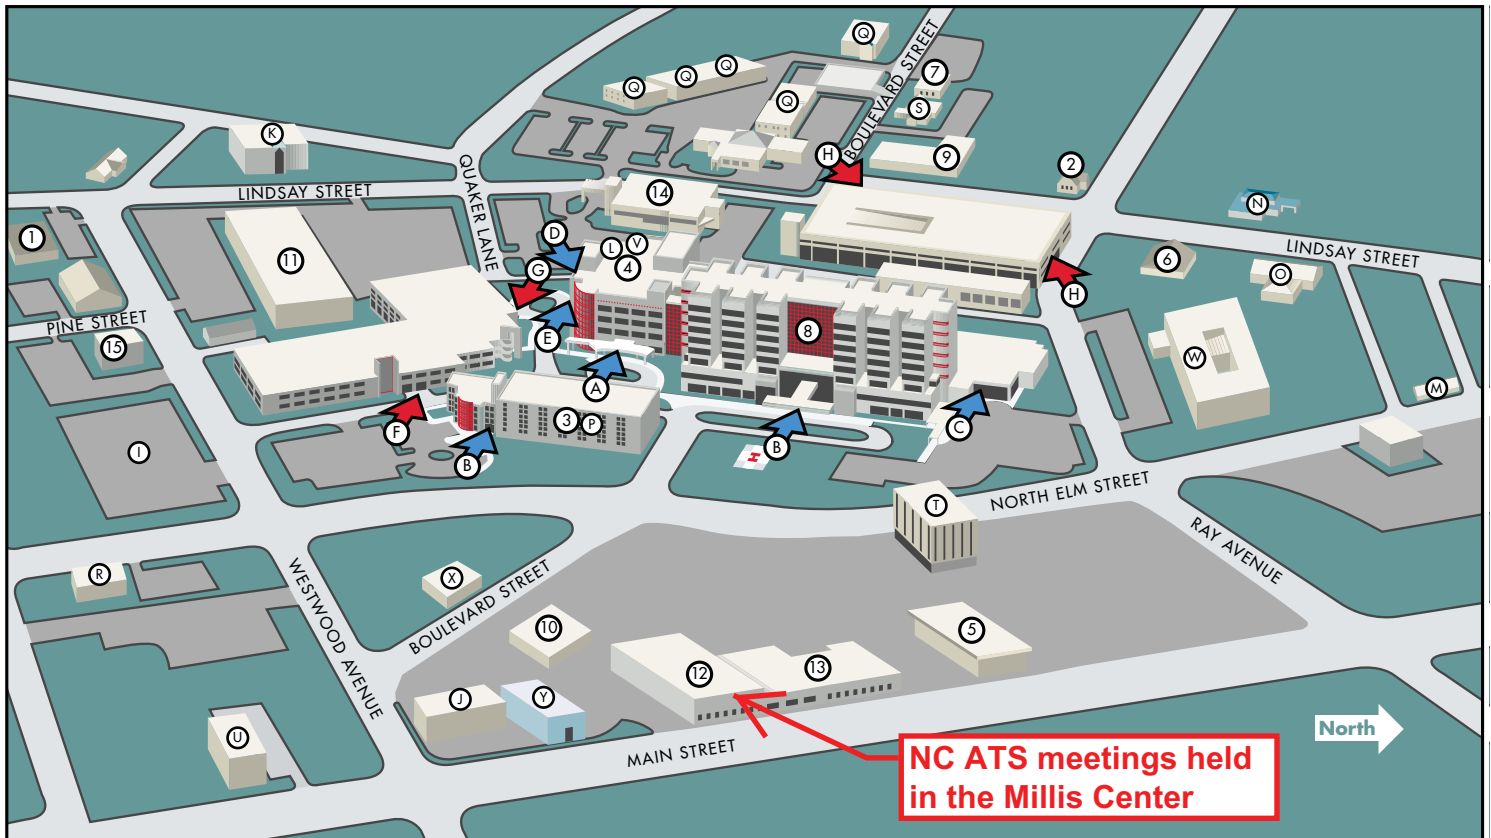 Q
BOULEVARD STREET
Q
Q
Q
7
Q
S
K
9
H
2
LINDSAY STREET
QUAKER LANE
14
N
1
D
L
V
4
11
G
6
LINDSAY STREET
O
H
PINE STREET
15
E
8
W
A
M
3
P
F
B
B
C
I
H
NORTH ELM STREET
T
RAY AVENUE
R
WESTWOOD AVENUE
X
BOULEVARD STREET
10
5
12
13
J
Y
U
MAIN STREET
North
NC ATS meetings held
in the Millis Center